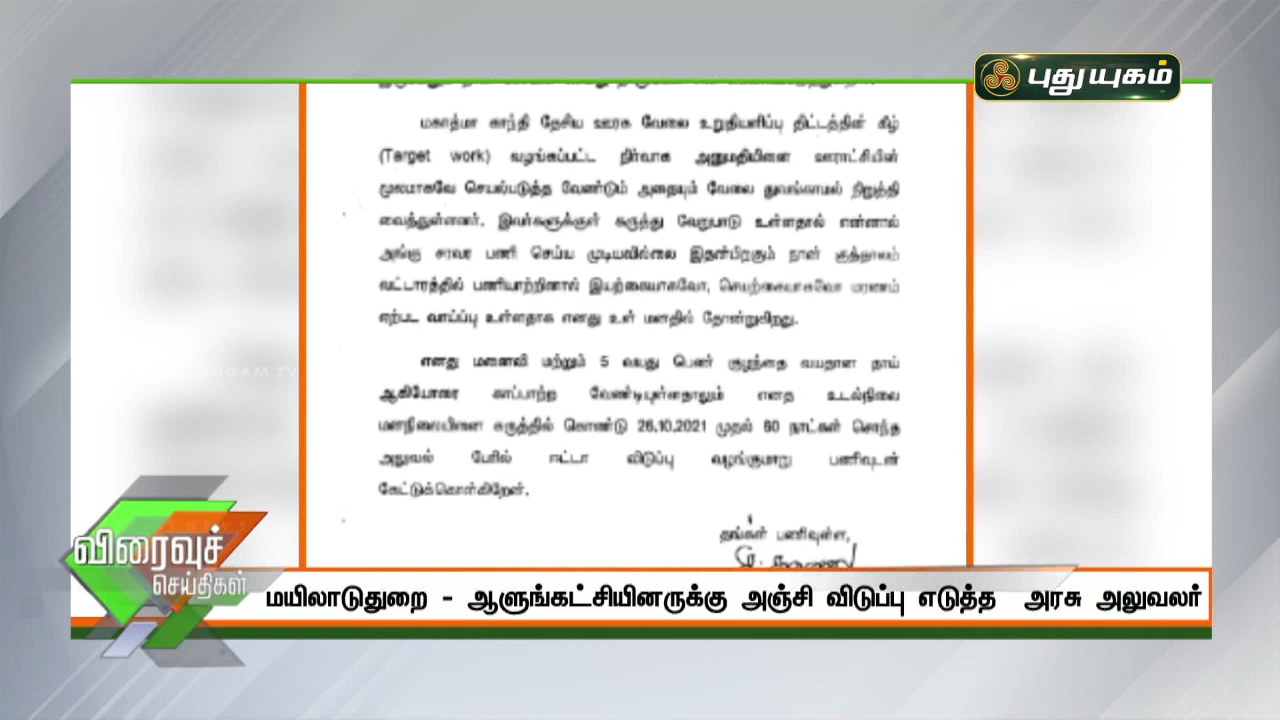 புதுயுகம்
மகாத்மா காந்தி தேசிய ஊரக வேலை உறுதியளிப்பு திட்டத்தின் கீழ்
(Target work) வழங்கப்பட்ட நிர்வாக அனுமதியினை ஊராட்சியின்
மூலமாகவே செயல்படுத்த வேண்டும் அதையும் வேலை துவங்காமல் நிறுத்தி
வைத்துள்ளனர். இவர்களுக்குள் கருத்து வேறுபாடு உள்ளதால் என்னால்
அங்கு சரவர பணி செய்ய முடியவில்லை இதன்பிறகும் நான் குத்தாலம்
வட்டாரத்தில் பணியாற்றினால் இயற்கையாகவோ, செயற்கையாகவோ மரணம்
ஏற்பட வாய்ப்பு உள்ளதாக எனது உள் மனதில் தோன்றுகிறது.
எனது மனைவி மற்றும் 5 வயது பெண் குழந்தை வயதான தாய்
ஆகியோரை காப்பாற்ற வேண்டியுள்ளதாலும் எனத உடல்நிலை
மனநிலையினை கருத்தில் கொண்டு 26.10.2021 முதல் 60 நாட்கள் சொந்த
அலுவல் பேரில் ஈட்டா விடுப்பு வழங்குமாறு பணிவுடன்
கேட்டுக்கொள்கிறேன்.
தங்கள் பணிவுள்ள,
விரைவுச்
செய்திகள்
மயிலாடுதுறை - ஆளுங்கட்சியினருக்கு அஞ்சி விடுப்பு எடுத்த அரசு அலுவலர்